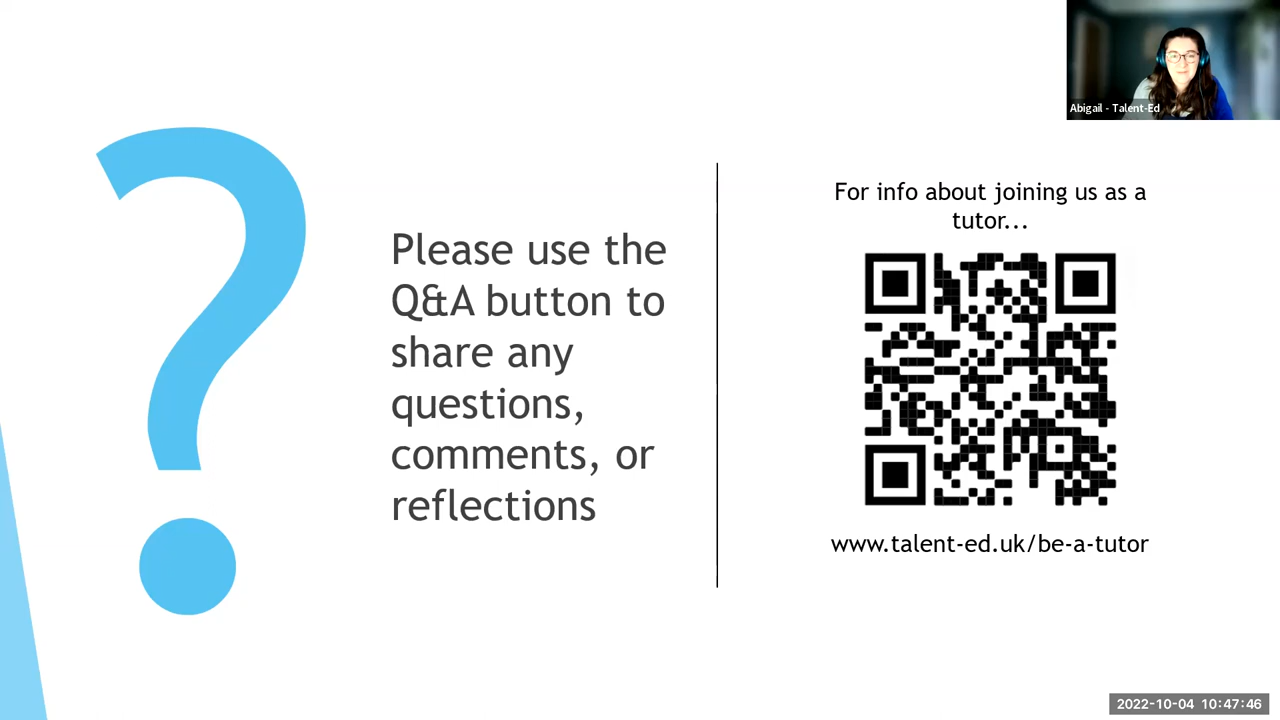 Abigail - Talent-Ed
Please use the
Q&A button to
share any
questions,
comments, or
reflections
For info about joining us as a
tutor...
www.talent-ed.uk/be-a-tutor
2022-10-04 10:47:46